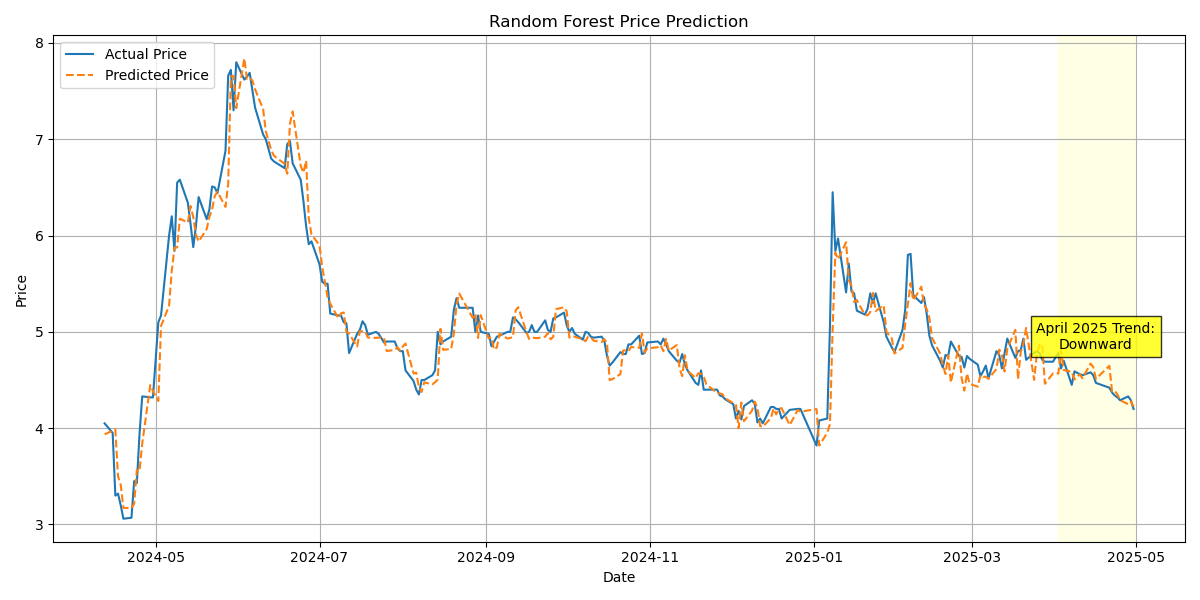 Random Forest Price Prediction
Actual Price
Predicted Price
April 2025 Trend:
Downward
Price
8
7
6
5
4
3
2024-05
2024-07
2024-09
2024-11
2025-01
2025-03
2025-05
Date